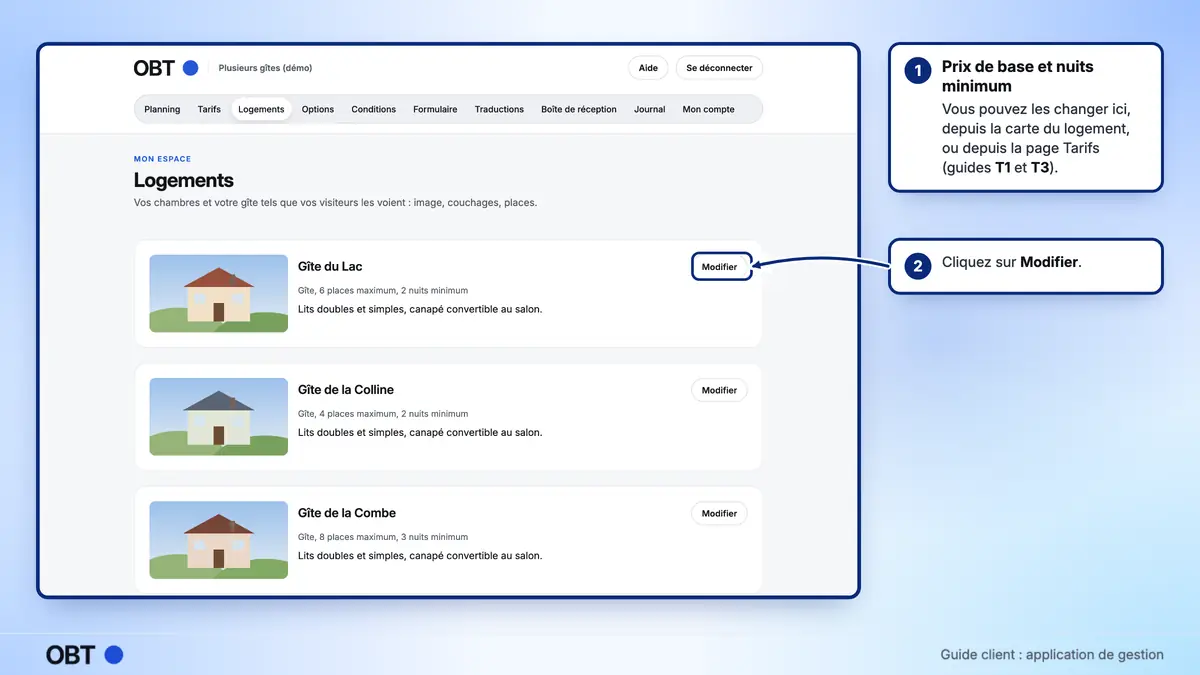 OBT
Plusieurs gîtes (démo)
Aide
Se déconnecter
Planning
Tarifs
Logements
Options
Conditions
Formulaire
Traductions
Boîte de réception
Journal
Mon compte
MON ESPACE
Logements
Vos chambres et votre gîte tels que vos visiteurs les voient : image, couchages, places.
Gîte du Lac
Modifier
Gîte, 6 places maximum, 2 nuits minimum
Lits doubles et simples, canapé convertible au salon.
Gîte de la Colline
Modifier
Gîte, 4 places maximum, 2 nuits minimum
Lits doubles et simples, canapé convertible au salon.
Gîte de la Combe
Modifier
Gîte, 8 places maximum, 3 nuits minimum
Lits doubles et simples, canapé convertible au salon.
1
Prix de base et nuits
minimum
Vous pouvez les changer ici,
depuis la carte du logement,
ou depuis la page Tarifs
(guides T1 et T3).
2
Cliquez sur Modifier.
OBT
Guide client : application de gestion